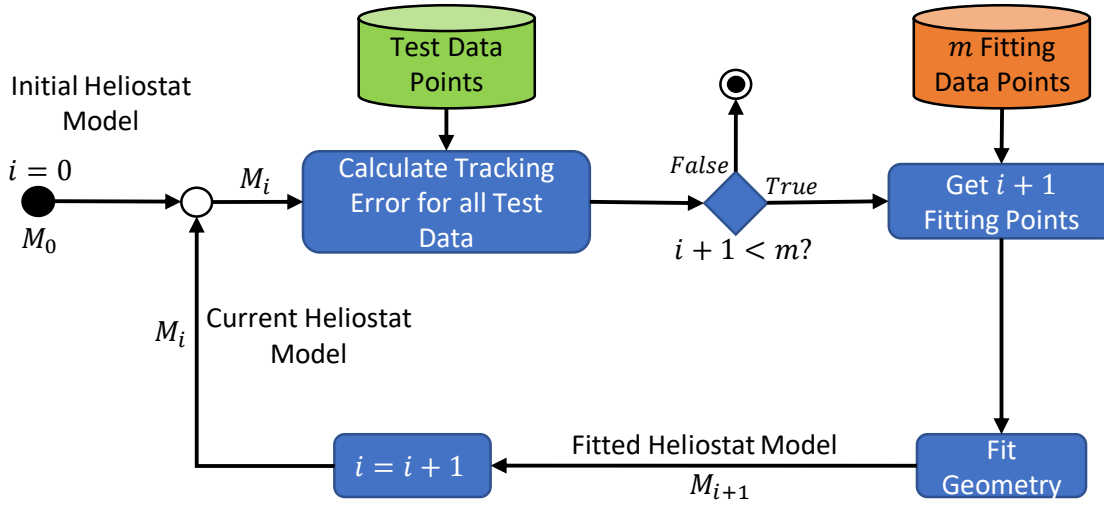 Initial Heliostat
Model
i = 0
M₀
Test Data
Points
m Fitting
Data Points
Mᵢ
Calculate Tracking
Error for all Test
Data
False
True
i + 1 < m?
Get i + 1
Fitting Points
Mᵢ
Current Heliostat
Model
i = i + 1
Fitted Heliostat Model
Mᵢ₊₁
Fit
Geometry